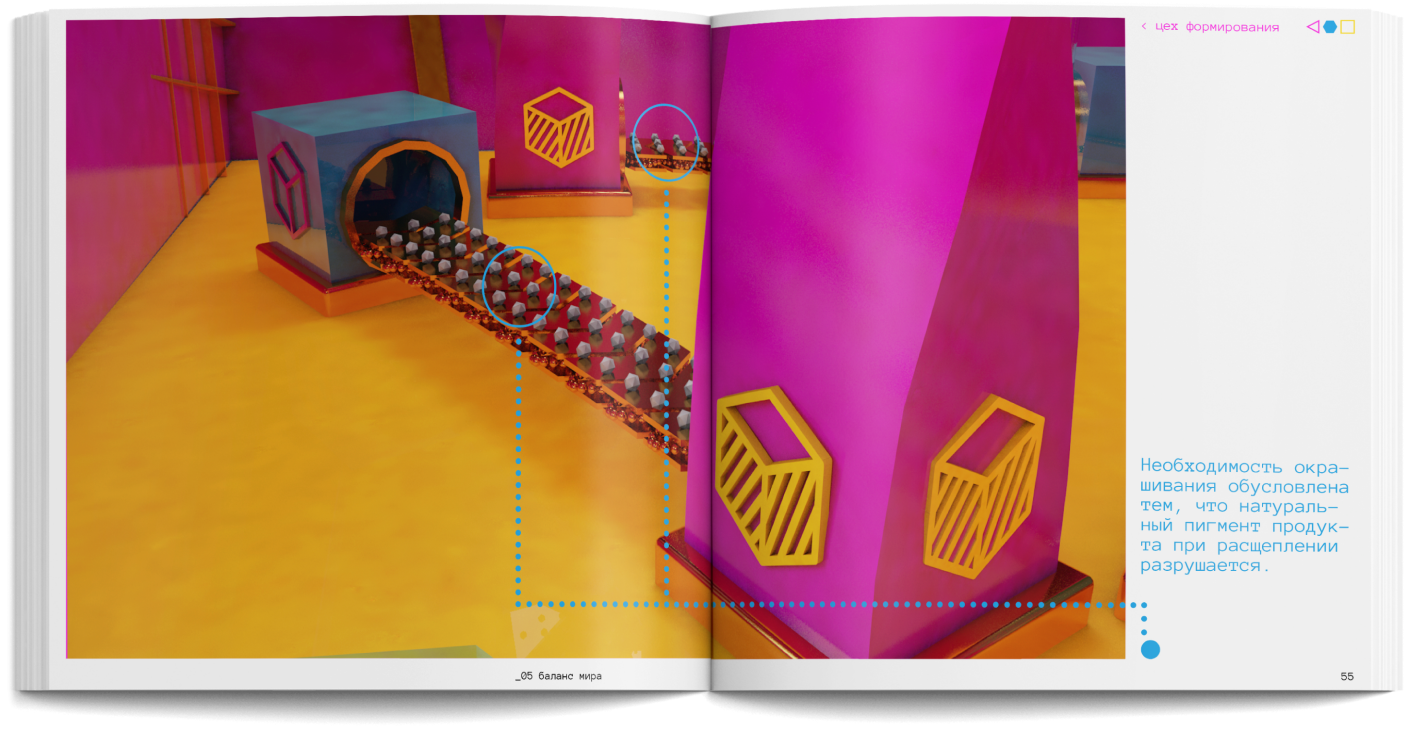 < цех формирования
Необходимость окра-
шивания обусловлена
тем, что натураль-
ный пигмент продук-
та при расщеплении
разрушается.
_05 баланс мира
55